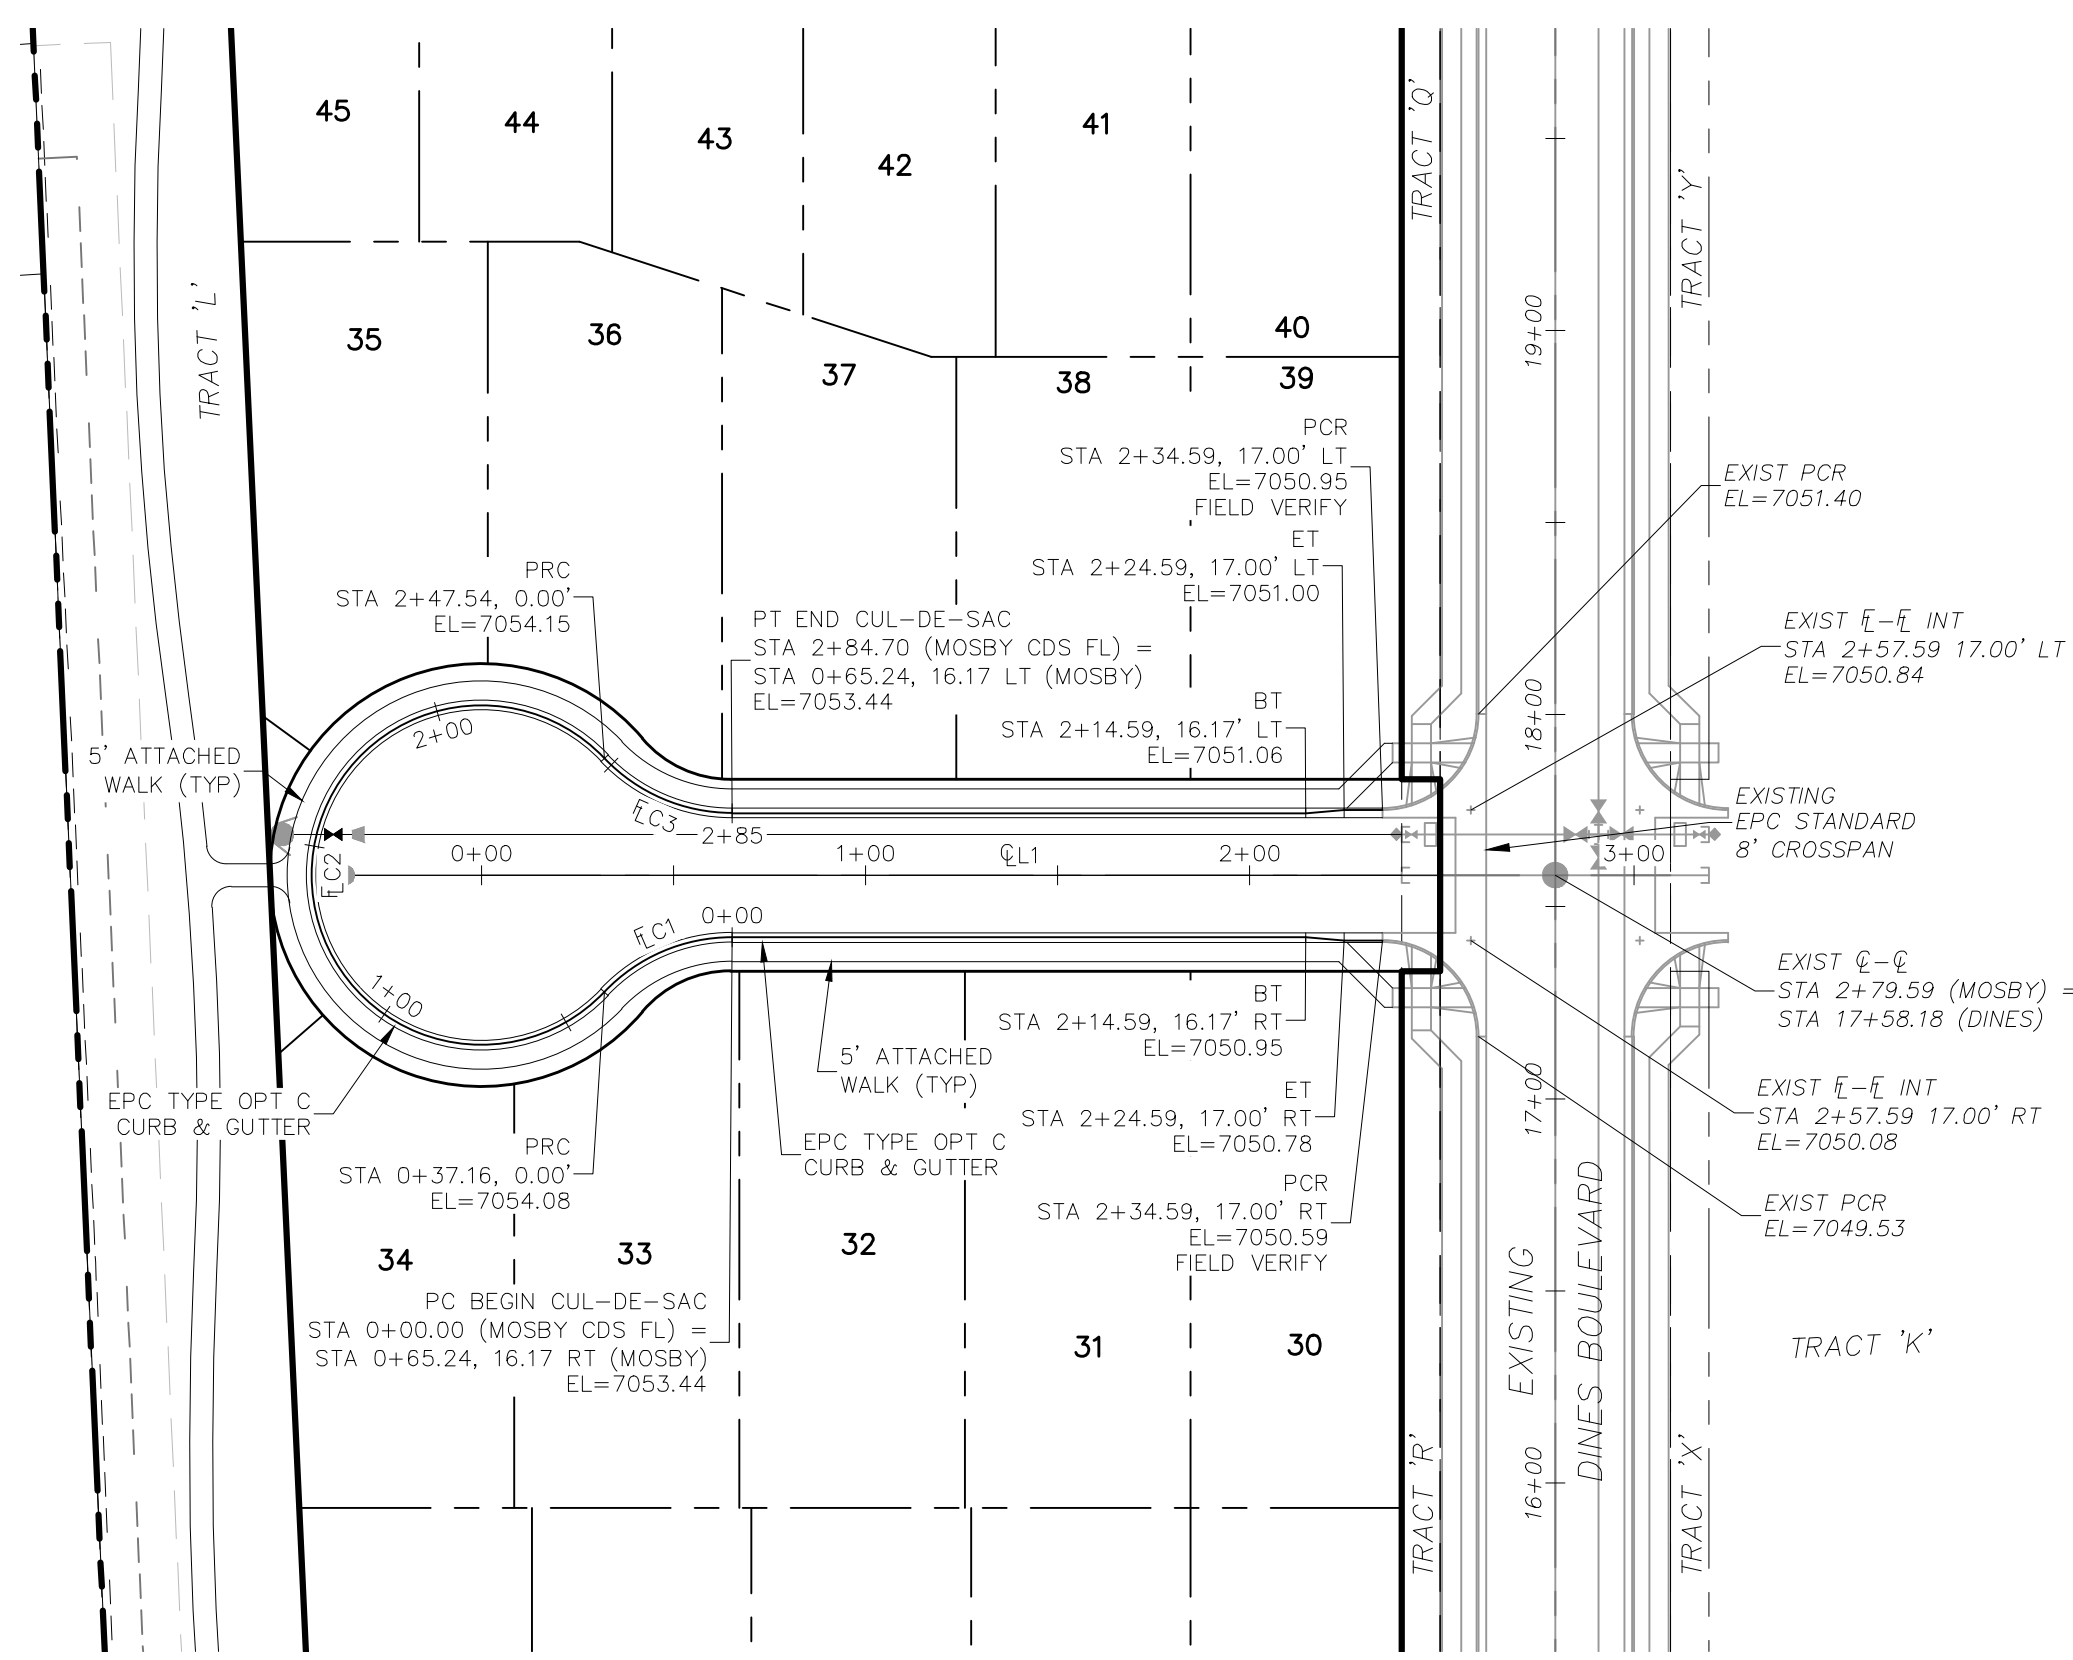 45
44
43
42
41
TRACT 'Q'
TRACT 'Y'
TRACT 'L'
35
36
37
38
39
40
19+00
PCR
STA 2+34.59, 17.00' LT
EL=7050.95
FIELD VERIFY
EXIST PCR
EL=7051.40
ET
STA 2+24.59, 17.00' LT
EL=7051.00
PRC
STA 2+47.54, 0.00'
EL=7054.15
PT END CUL-DE-SAC
STA 2+84.70 (MOSBY CDS FL) =
STA 0+65.24, 16.17 LT (MOSBY)
EL=7053.44
EXIST FL-FL INT
STA 2+57.59 17.00' LT
EL=7050.84
BT
STA 2+14.59, 16.17' LT
EL=7051.06
18+00
2+00
5' ATTACHED
WALK (TYP)
FLC3
2+85
EXISTING
EPC STANDARD
8' CROSSPAN
FLC2
0+00
1+00
CLL1
2+00
3+00
0+00
FLC1
1+00
EXIST CL-CL
STA 2+79.59 (MOSBY) =
STA 17+58.18 (DINES)
BT
STA 2+14.59, 16.17' RT
EL=7050.95
5' ATTACHED
WALK (TYP)
17+00
EPC TYPE OPT C
CURB & GUTTER
ET
STA 2+24.59, 17.00' RT
EL=7050.78
EXIST FL-FL INT
STA 2+57.59 17.00' RT
EL=7050.08
EPC TYPE OPT C
CURB & GUTTER
PRC
STA 0+37.16, 0.00'
EL=7054.08
PCR
STA 2+34.59, 17.00' RT
EL=7050.59
FIELD VERIFY
EXIST PCR
EL=7049.53
34
33
32
31
30
PC BEGIN CUL-DE-SAC
STA 0+00.00 (MOSBY CDS FL) =
STA 0+65.24, 16.17 RT (MOSBY)
EL=7053.44
EXISTING
DINES BOULEVARD
TRACT 'K'
16+00
TRACT 'R'
TRACT 'X'